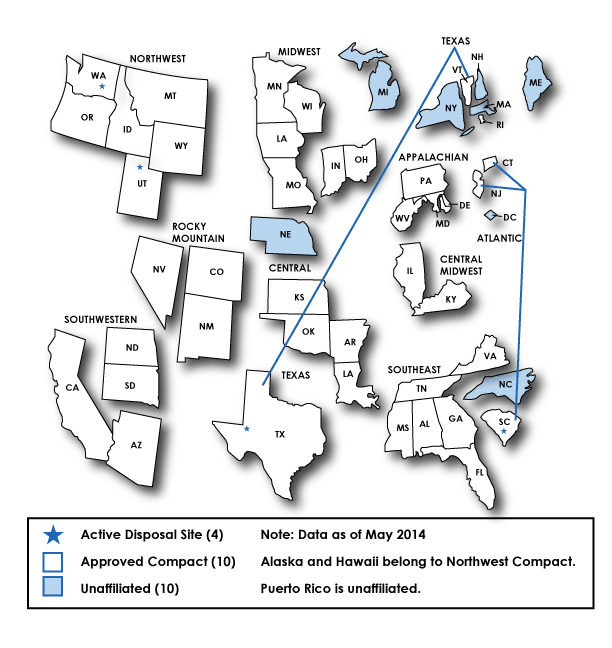 NORTHWEST
WA
MT
OR
ID
WY
UT
MIDWEST
MN
WI
LA
MO
IN
OH
MI
TEXAS
NH
VT
NY
MA
RI
ME
APPALACHIAN
PA
WV
MD
DE
CT
NJ
DC
ATLANTIC
ROCKY
MOUNTAIN
NV
CO
NM
NE
CENTRAL
KS
OK
AR
LA
CENTRAL
MIDWEST
IL
KY
SOUTHWESTERN
CA
ND
SD
AZ
TEXAS
TX
SOUTHEAST
VA
TN
NC
MS
AL
GA
SC
FL
Active Disposal Site (4) Note: Data as of May 2014
Approved Compact (10) Alaska and Hawaii belong to Northwest Compact.
Unaffiliated (10) Puerto Rico is unaffiliated.